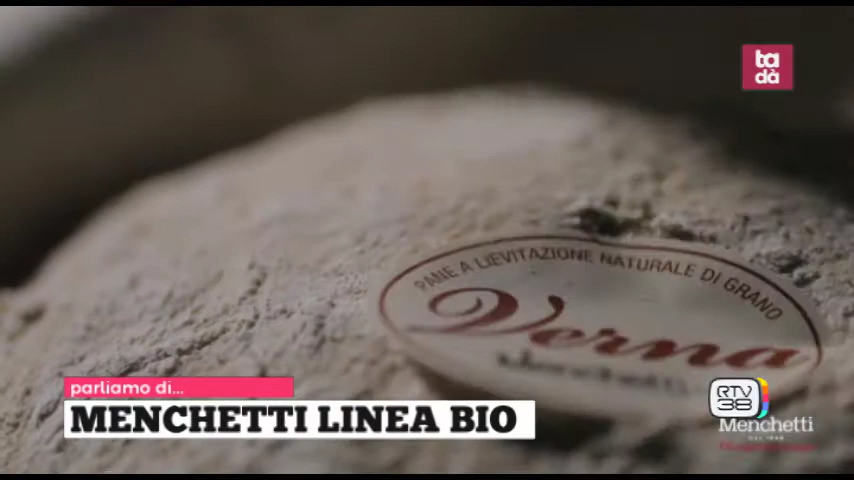 ta
dà
PANE A LIEVITAZIONE NATURALE DI GRANO
Verna
parliamo di...
MENCHETTI LINEA BIO
RTV
38
Menchetti